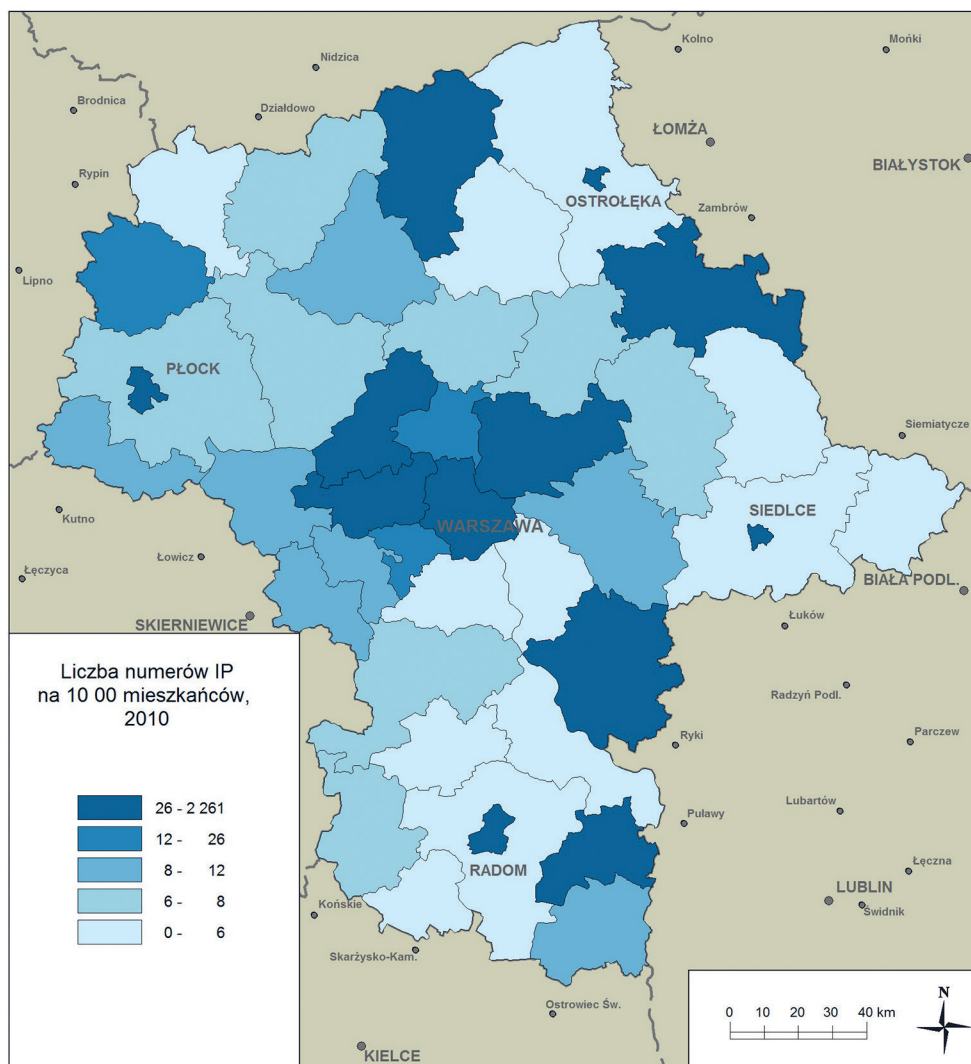 Nidzica
Kolno
Mońki
Brodnica
Działdowo
ŁOMŻA
BIAŁYSTOK
Rypin
OSTROŁĘKA
Zambrów
Lipno
PŁOCK
Siemiatycze
Kutno
SIEDLCE
WARSZAWA
Łowicz
Łęczyca
BIAŁA PODL.
SKIERNIEWICE
Łuków
Liczba numerów IP
na 10 00 mieszkańców,
2010
Radzyń Podl.
Ryki
Parczew
26 - 2 261
12 - 26
8 - 12
6 - 8
0 - 6
Lubartów
Puławy
RADOM
Łęczna
LUBLIN
Końskie
Świdnik
Skarżysko-Kam.
Ostrowiec Św.
N
0 10 20 30 40 km
KIELCE